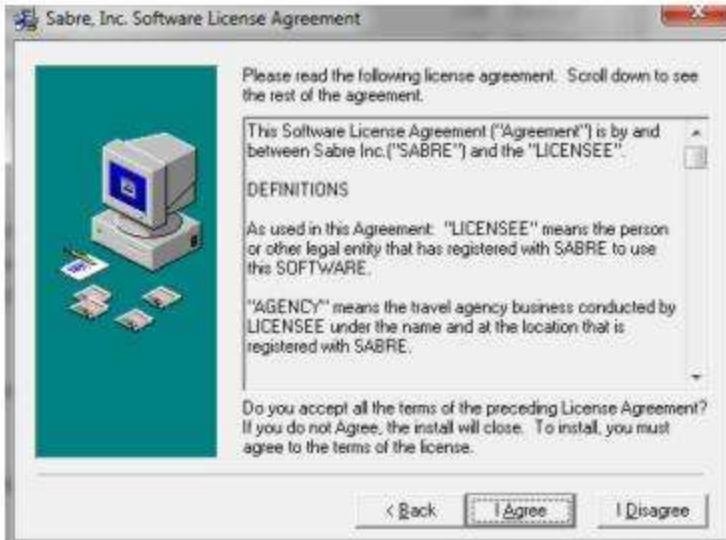 Sabre, Inc. Software License Agreement
Please read the following license agreement. Scroll down to see
the rest of the agreement.
This Software License Agreement ("Agreement") is by and
between Sabre Inc.("SABRE") and the "LICENSEE".
DEFINITIONS
As used in this Agreement: "LICENSEE" means the person
or other legal entity that has registered with SABRE to use
this SOFTWARE.
"AGENCY" means the travel agency business conducted by
LICENSEE under the name and at the location that is
registered with SABRE.
Do you accept all the terms of the preceding License Agreement?
If you do not Agree, the install will close. To install, you must
agree to the terms of the license.
< Back I Agree I Disagree